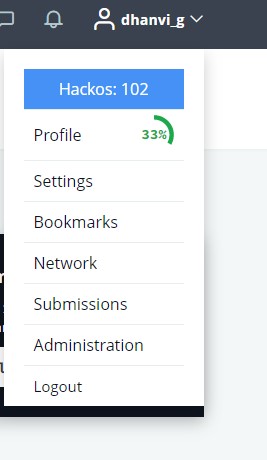 dhanvi_g
Hackos: 102
Profile 33%
Settings
Bookmarks
Network
Submissions
Administration
Logout